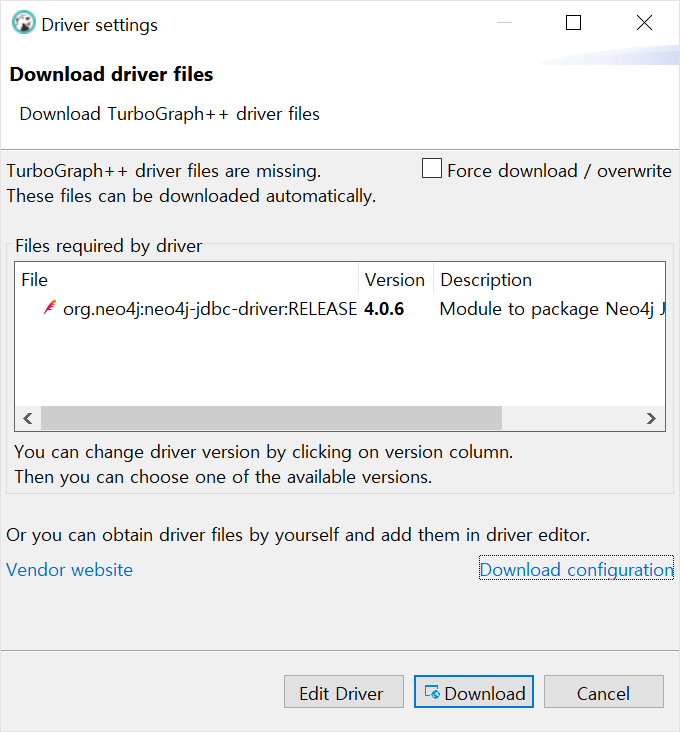 Driver settings
Download driver files
Download TurboGraph++ driver files
TurboGraph++ driver files are missing.
Force download / overwrite
These files can be downloaded automatically.
Files required by driver
File Version Description
org.neo4j:neo4j-jdbc-driver:RELEASE 4.0.6 Module to package Neo4j J
You can change driver version by clicking on version column.
Then you can choose one of the available versions.
Or you can obtain driver files by yourself and add them in driver editor.
Vendor website
Download configuration
Edit Driver
Download
Cancel